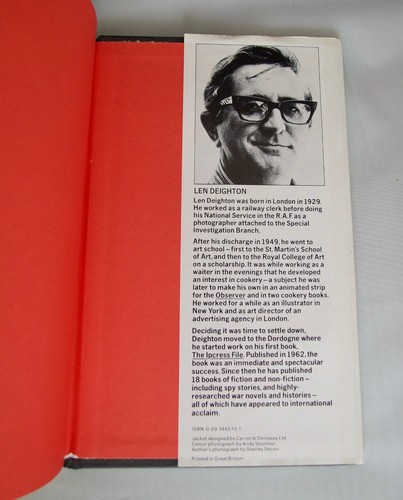 LEN DEIGHTON
Len Deighton was born in London in 1929.
He worked as a railway clerk before doing
his National Service in the R.A.F. as a
photographer attached to the Special
Investigation Branch.
After his discharge in 1949, he went to
art school – first to the St. Martin's School
of Art, and then to the Royal College of Art
on a scholarship. It was while working as a
waiter in the evenings that he developed
an interest in cookery – a subject he was
later to make his own in an animated strip
for the Observer and in two cookery books.
He worked for a while as an illustrator in
New York and as art director of an
advertising agency in London.
Deciding it was time to settle down,
Deighton moved to the Dordogne where
he started work on his first book,
The Ipcress File. Published in 1962, the
book was an immediate and spectacular
success. Since then he has published
18 books of fiction and non-fiction –
including spy stories, and highly-
researched war novels and histories –
all of which have appeared to international
acclaim.
ISBN 0 09 144570 1
Jacket designed by Carroll & Dempsey Ltd
Colour photograph by Andy Seymour
Author's photograph by Stanley Devon
Printed in Great Britain